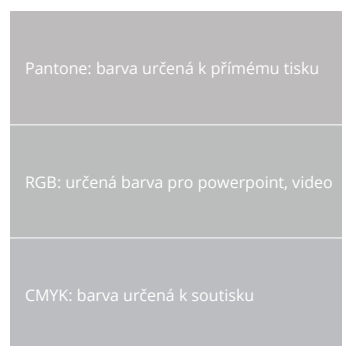 Pantone: barva určená k přímému tisku
RGB: určená barva pro powerpoint, video
CMYK: barva určená k soutisku